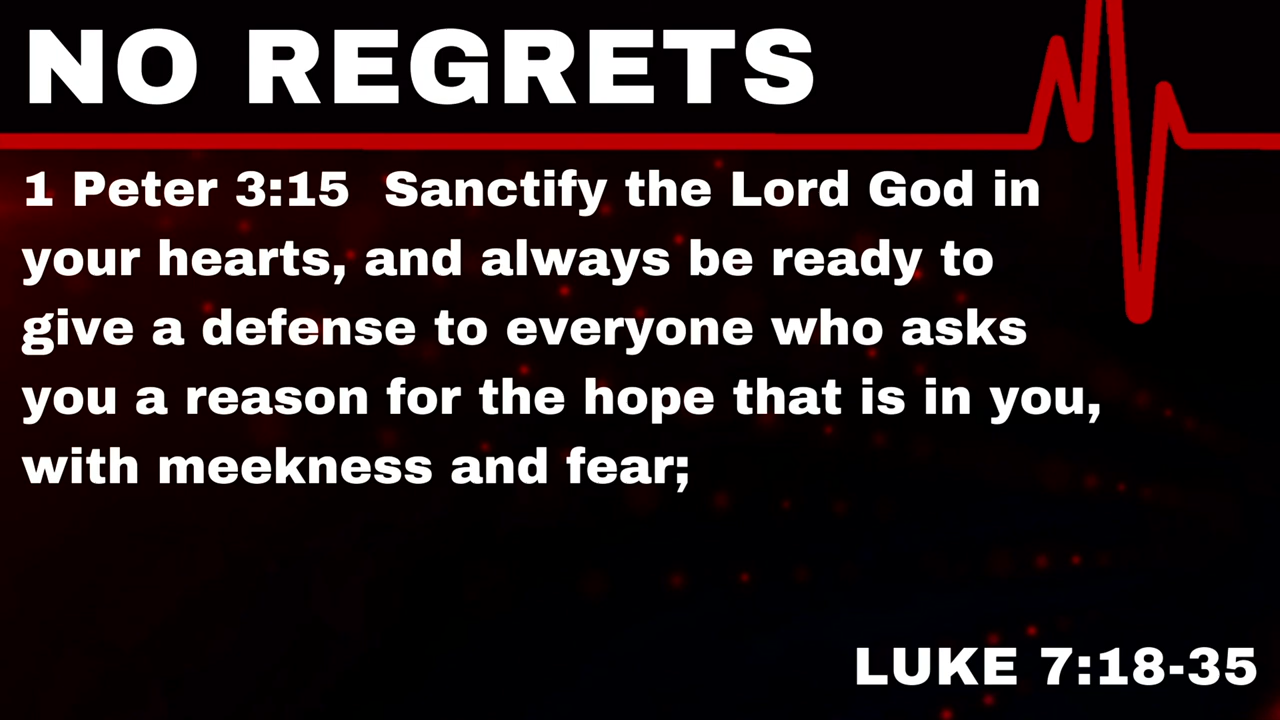 NO REGRETS
1 Peter 3:15  Sanctify the Lord God in
your hearts, and always be ready to
give a defense to everyone who asks
you a reason for the hope that is in you,
with meekness and fear;
LUKE 7:18-35